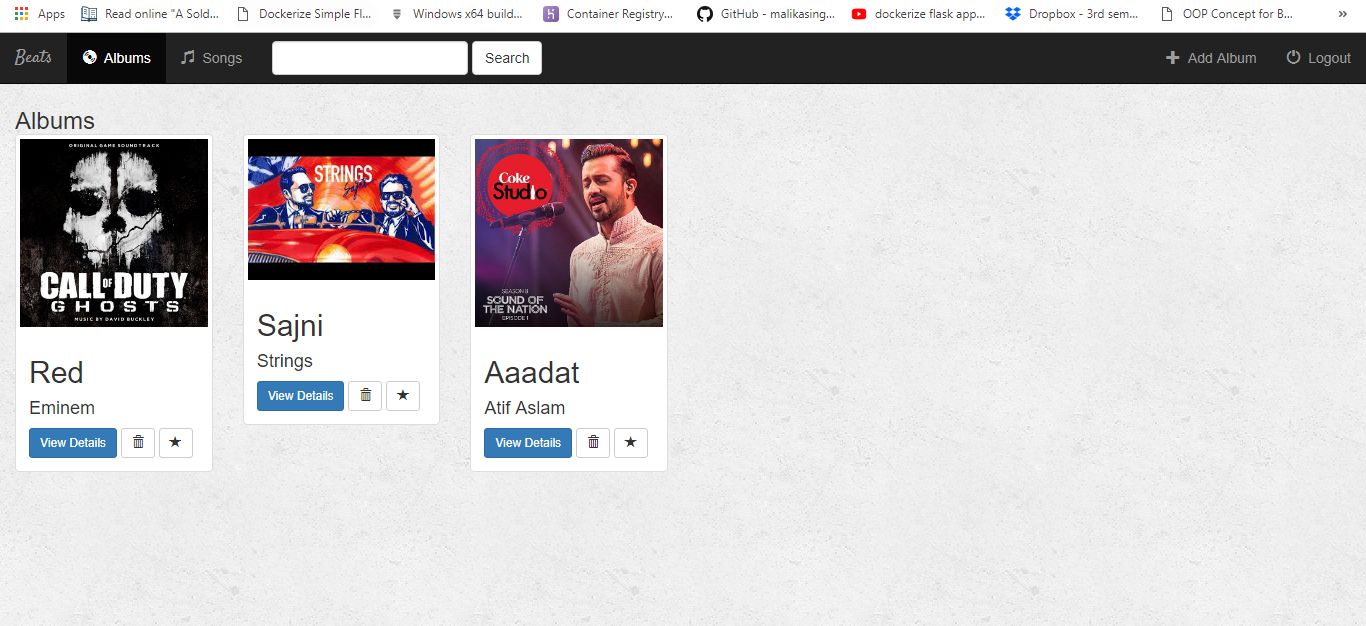 Apps Read online "A Sold... Dockerize Simple Fl... Windows x64 build... Container Registry... GitHub - malikasing... dockerize flask app... Dropbox - 3rd sem... OOP Concept for B... »
Beats Albums Songs Search Add Album Logout
Albums
ORIGINAL GAME SOUNDTRACK
CALL OF DUTY
GHOSTS
MUSIC BY DAVID BUCKLEY
Red
Eminem
View Details
STRINGS
Sajni
Sajni
Strings
View Details
Coke
Studio
SEASON 8
SOUND OF
THE NATION
EPISODE 1
Aaadat
Atif Aslam
View Details